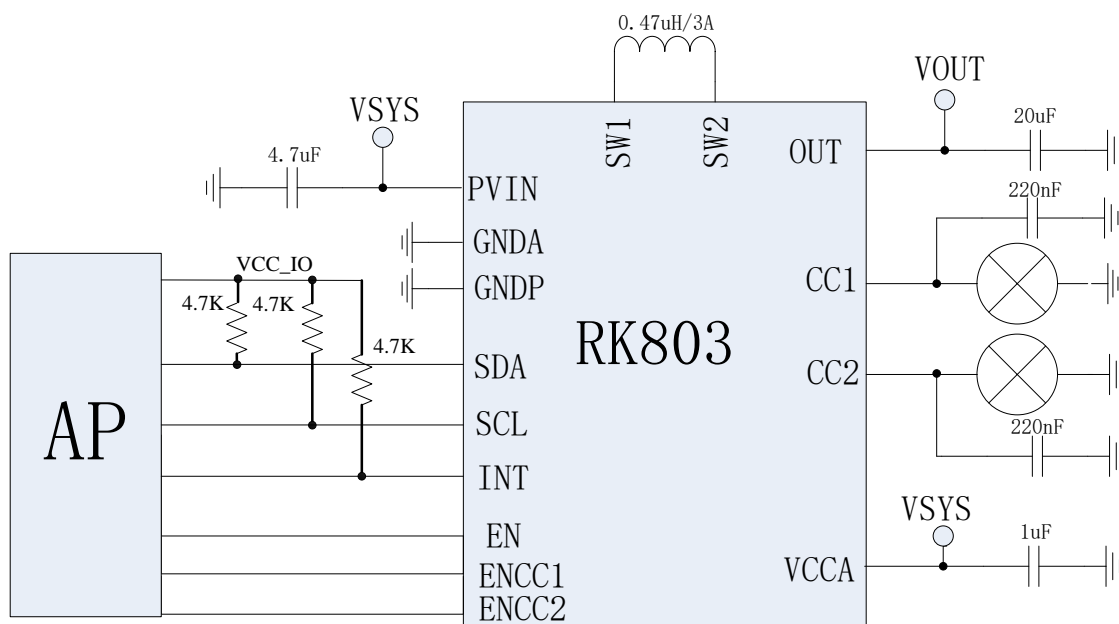 0.47uH/3A
VSYS
VOUT
4.7uF
20uF
SW1
SW2
OUT
PVIN
220nF
GNDA
VCC_IO
CC1
GNDP
4.7K
4.7K
4.7K
RK803
SDA
CC2
AP
SCL
220nF
INT
VSYS
EN
1uF
ENCC1
VCCA
ENCC2